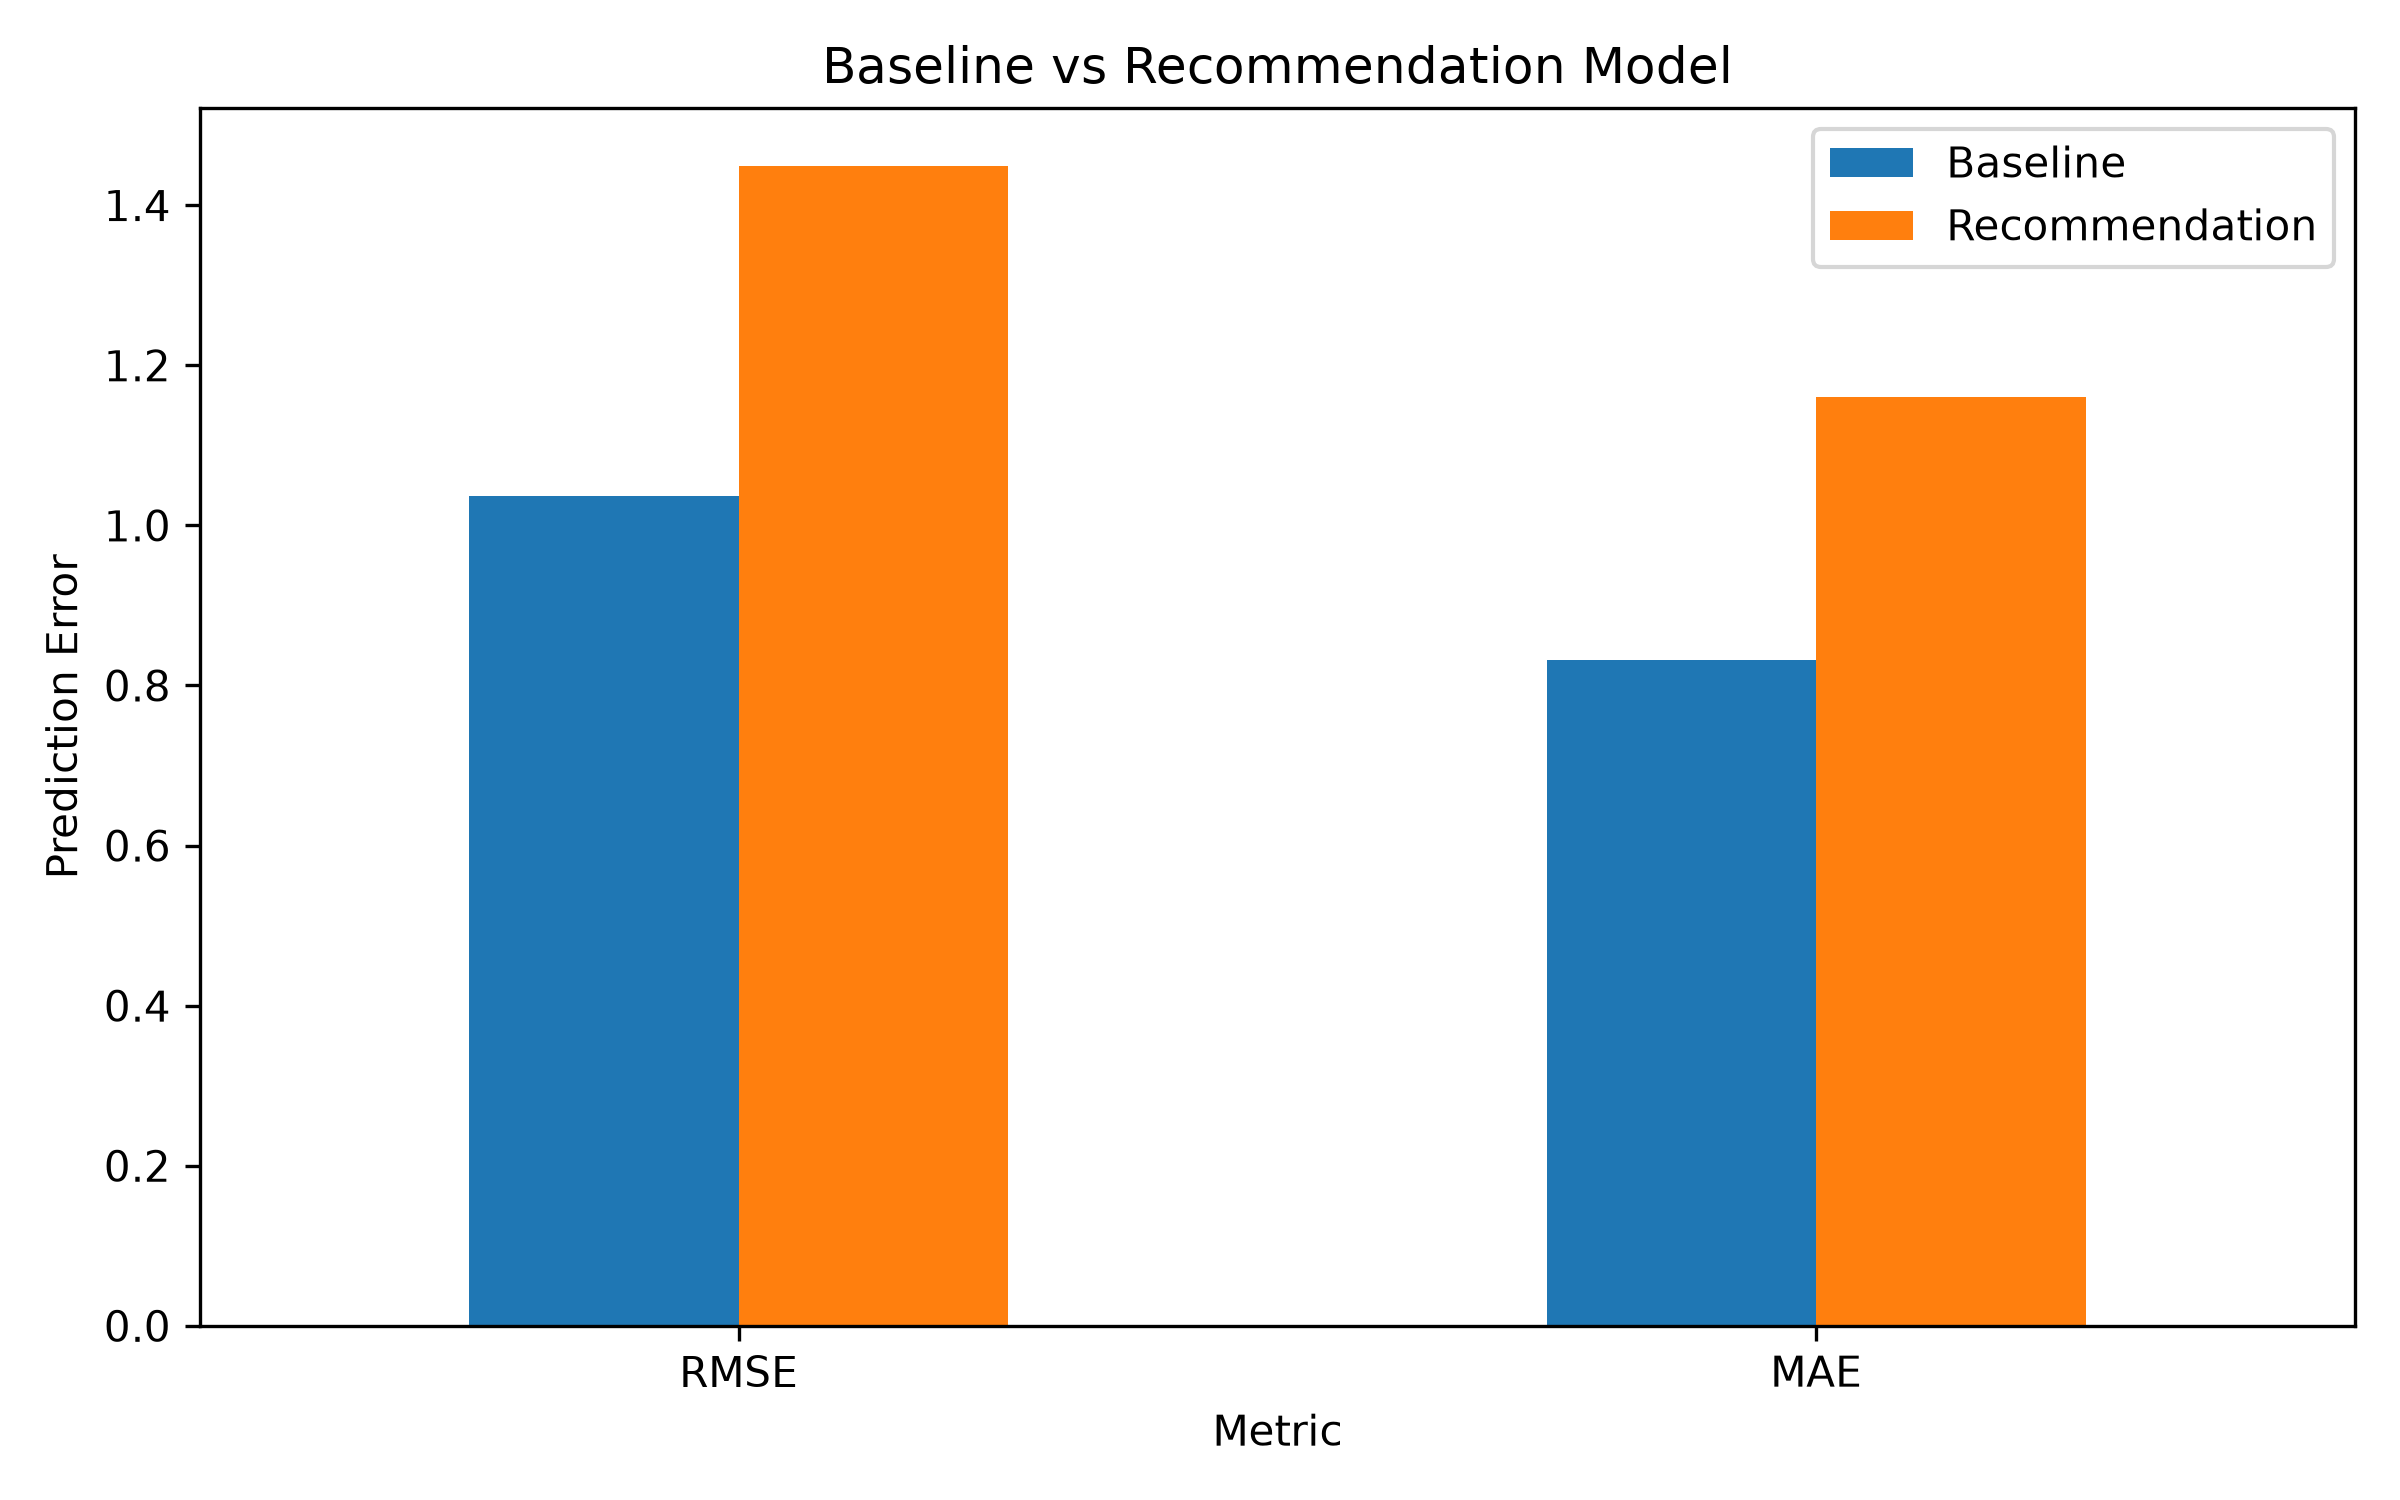 Baseline vs Recommendation Model
Baseline
Recommendation
Prediction Error
1.4
1.2
1.0
0.8
0.6
0.4
0.2
0.0
RMSE
MAE
Metric